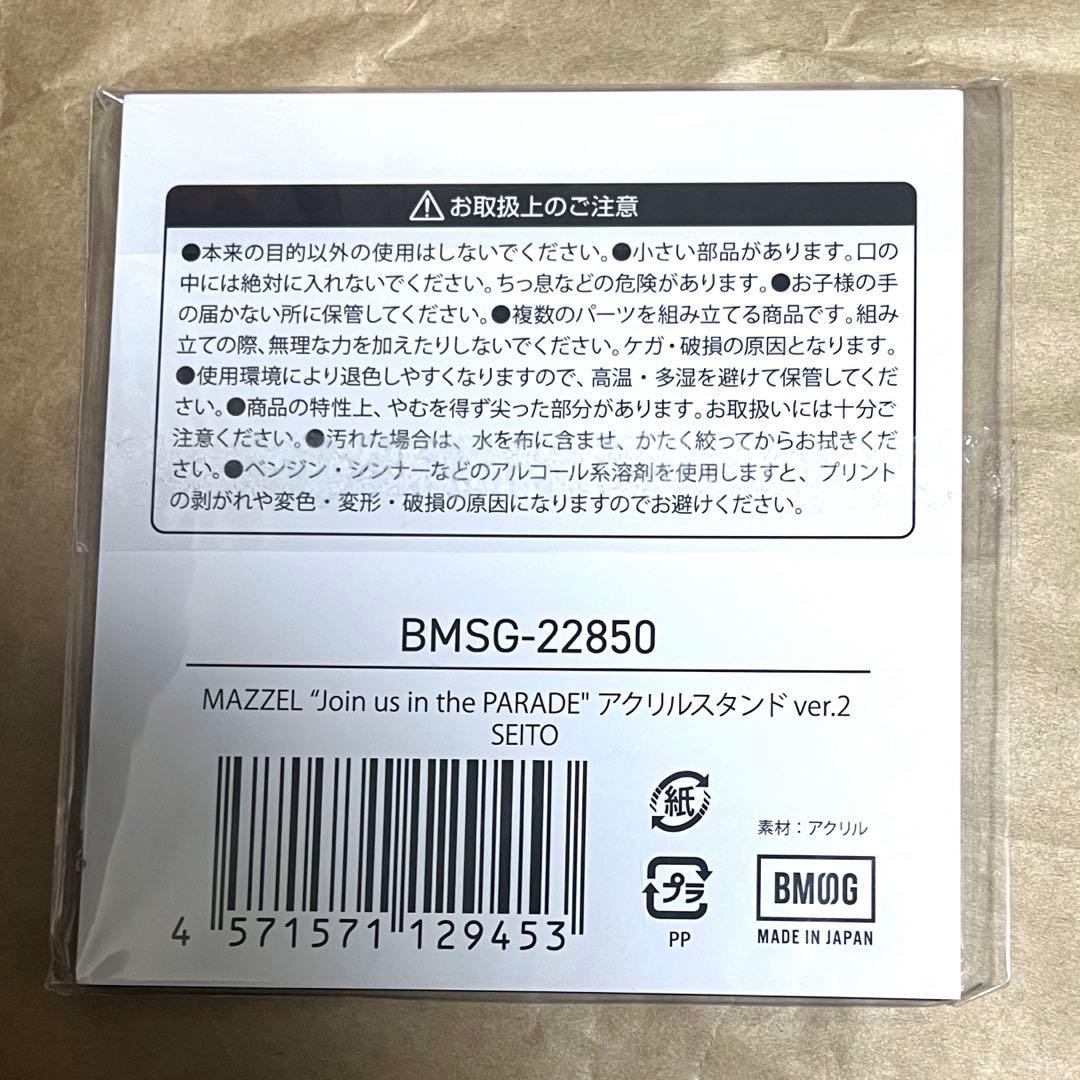 ⚠お取扱上のご注意
●本来の目的以外の使用はしないでください。●小さい部品があります。口の
中には絶対に入れないでください。ちっ息などの危険があります。●お子様の手
の届かない所に保管してください。●複数のパーツを組み立てる商品です。組み
立ての際、無理な力を加えたりしないでください。ケガ・破損の原因となります。
●使用環境により退色しやすくなりますので、高温・多湿を避けて保管してくだ
さい。●商品の特性上、やむを得ず尖った部分があります。お取扱いには十分ご
注意ください。●汚れた場合は、水を布に含ませ、かたく絞ってからお拭きくだ
さい。●ベンジン・シンナーなどのアルコール系溶剤を使用しますと、プリント
の剥がれや変色・変形・破損の原因になりますのでお避けください。
BMSG-22850
MAZZEL “Join us in the PARADE" アクリルスタンド ver.2
SEITO
4 571571 129453
紙
プラ
PP
素材：アクリル
BMSG
MADE IN JAPAN